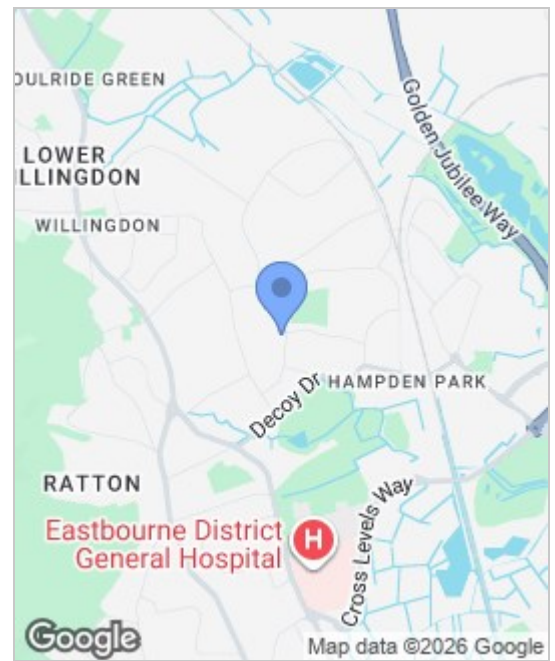 OULRIDE GREEN
LOWER
ILLINGDON
WILLINGDON
Golden Jubilee Way
Decoy Dr
HAMPDEN PARK
RATTON
Cross Levels Way
Eastbourne District
General Hospital
H
Google
Map data ©2026 Google